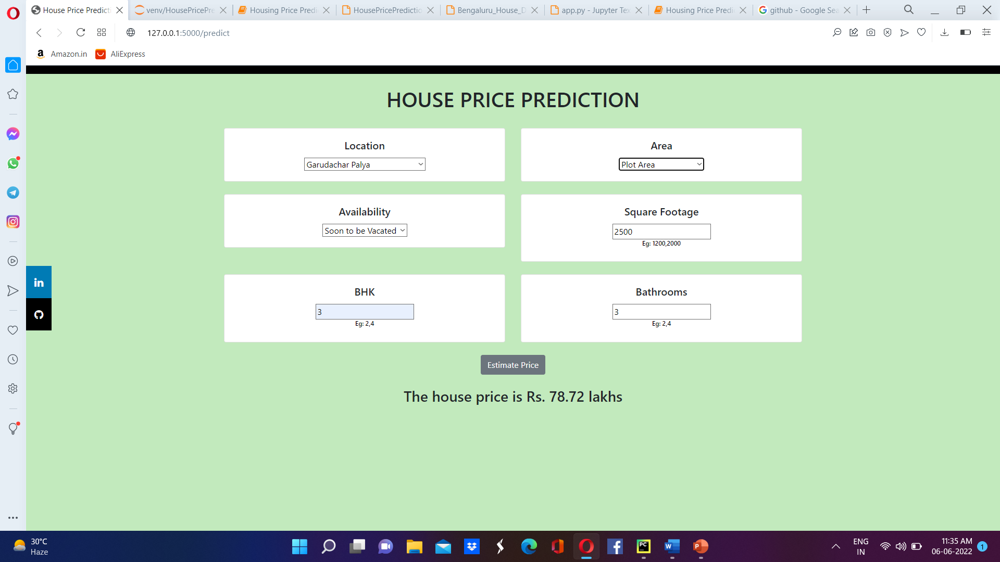 House Price Predicti
venv/HousePricePre
Housing Price Predi
HousePricePredictio
Bengaluru_House_D
app.py - Jupyter Tex
Housing Price Predi
github - Google Sea
127.0.0.1:5000/predict
Amazon.in
AliExpress
HOUSE PRICE PREDICTION
Location
Garudachar Palya
Area
Plot Area
Availability
Soon to be Vacated
Square Footage
2500
Eg: 1200,2000
BHK
3
Eg: 2,4
Bathrooms
3
Eg: 2,4
Estimate Price
The house price is Rs. 78.72 lakhs
30°C
Haze
ENG
IN
11:35 AM
06-06-2022
1